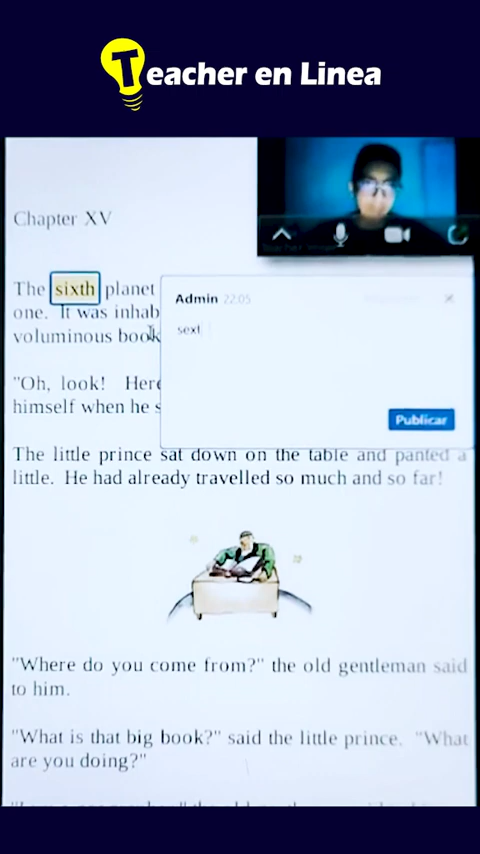 Teacher en Linea
Chapter XV
The sixth planet
one. It was inhab
voluminous book
Admin 22.05
sext
Publicar
"Oh, look! Here
himself when he s
The little prince sat down on the table and panted a
little. He had already travelled so much and so far!
"Where do you come from?" the old gentleman said
to him.
"What is that big book?" said the little prince. "What
are you doing?"